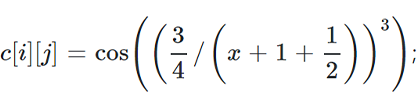 c[i][j] = cos((3/4 / (x + 1 + 1/2))^3);